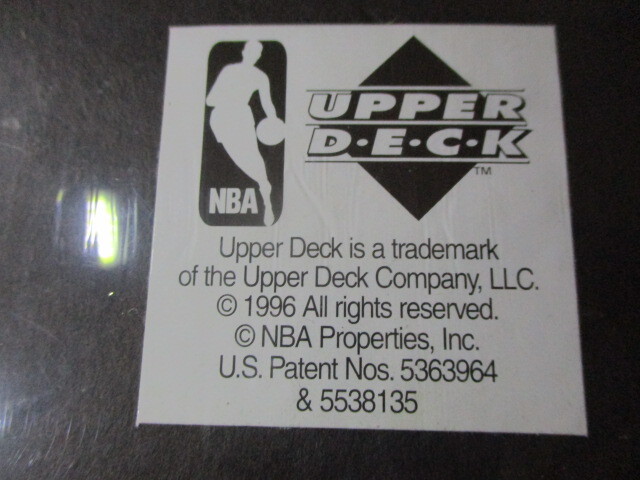 NBA
UPPER
D·E·C·K
TM
Upper Deck is a trademark
of the Upper Deck Company, LLC.
© 1996 All rights reserved.
© NBA Properties, Inc.
U.S. Patent Nos. 5363964
& 5538135